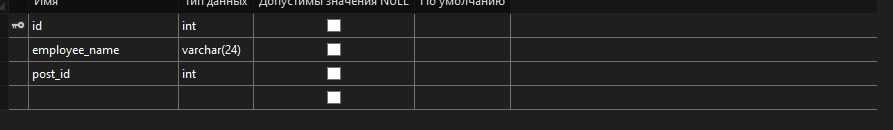 Имя Тип данных Допустимы значения NULL По умолчанию
id int
employee_name varchar(24)
post_id int